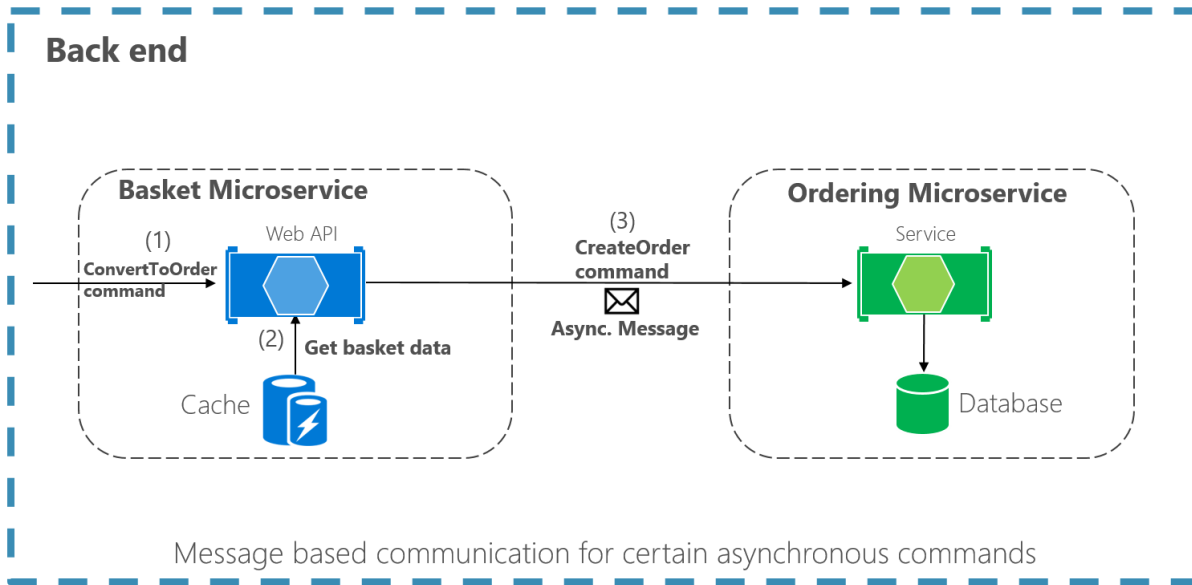 Back end
Basket Microservice
Web API
(1)
ConvertToOrder
command
(2)
Get basket data
Cache
(3)
CreateOrder
command
Async. Message
Ordering Microservice
Service
Database
Message based communication for certain asynchronous commands